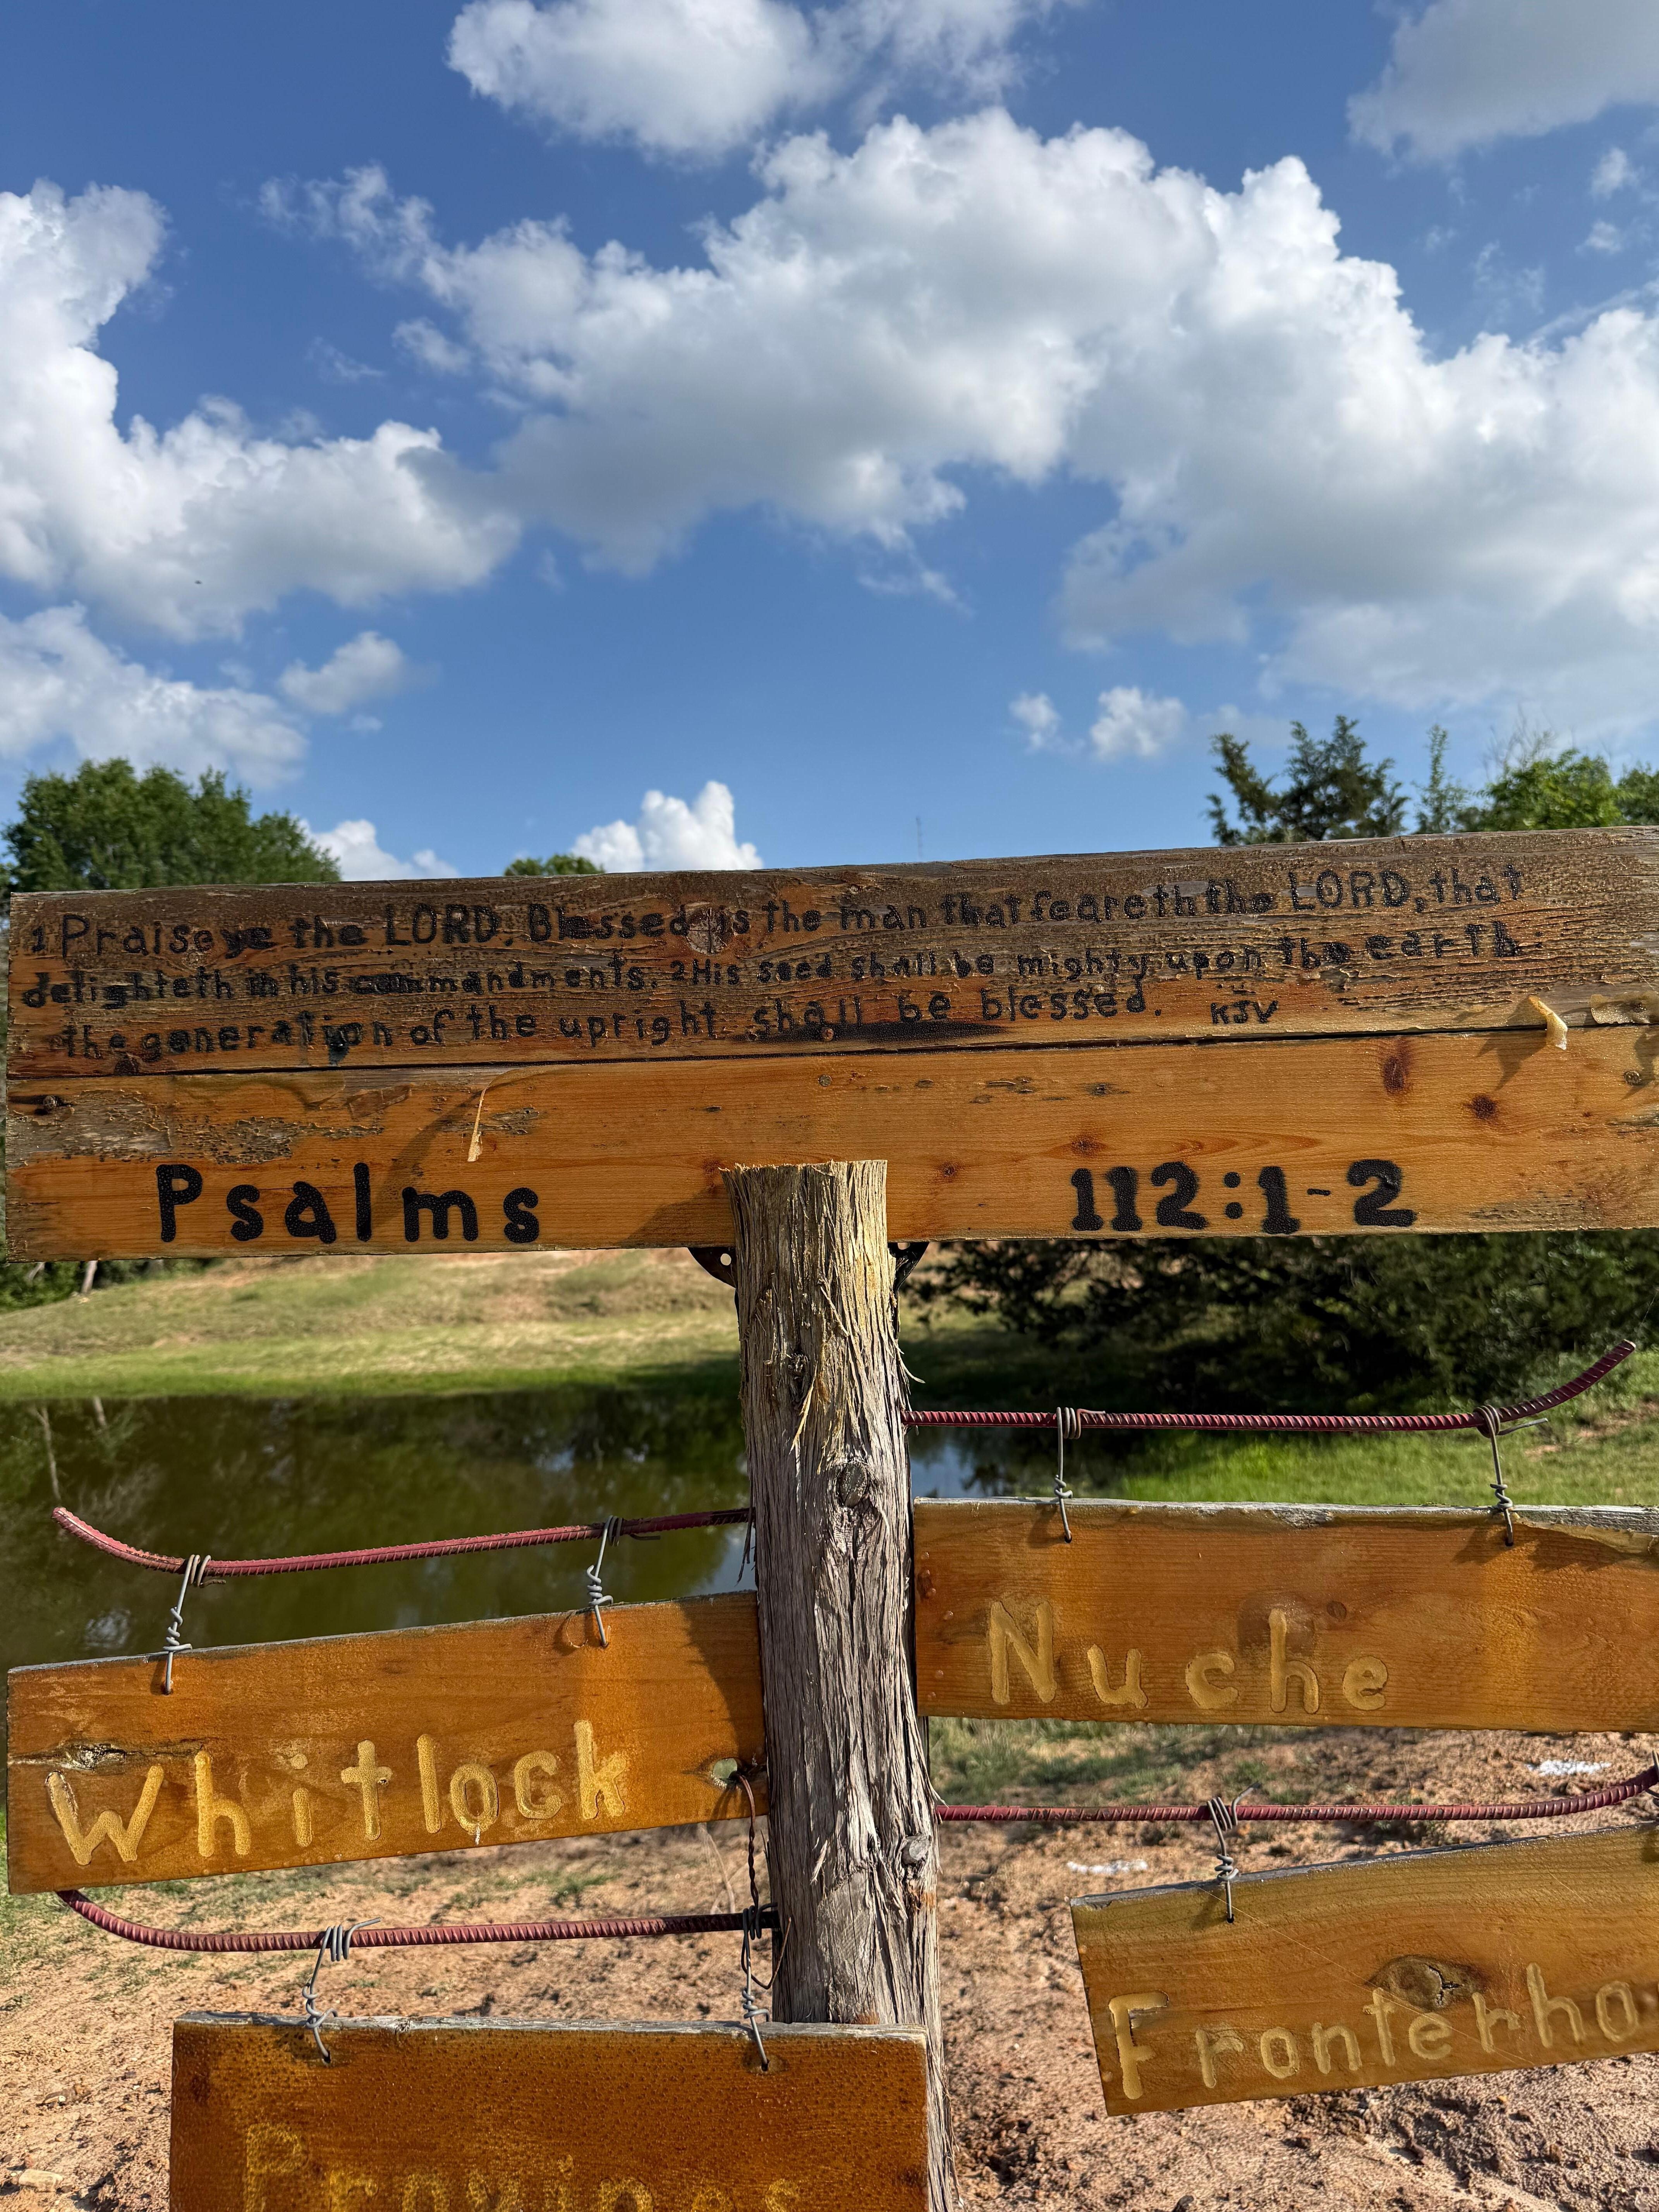 1 Praise ye the LORD. Blessed is the man that feareth the LORD, that
delighteth in his commandments. 2 His seed shall be mighty upon the earth:
the generation of the upright shall be blessed. KJV
Psalms 112:1-2
Nuche
Whitlock
Fronterho